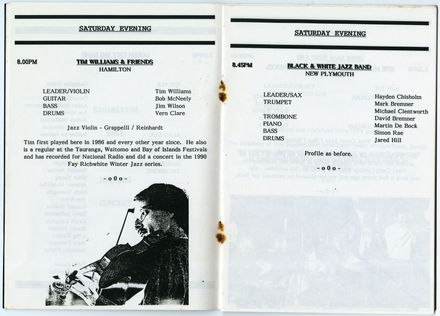 SATURDAY EVENING
8.00PM TIM WILLIAMS & FRIENDS
HAMILTON
LEADER/VIOLIN Tim Williams
GUITAR Bob McNeely
BASS Jim Wilson
DRUMS Vern Clare
Jazz Violin - Grappelli / Reinhardt
Tim first played here in 1986 and every other year since. He also
is a regular at the Tauranga, Waitomo and Bay of Islands Festivals
and has recorded for National Radio and did a concert in the 1990
Fay Richwhite Winter Jazz series.
-o0o-
SATURDAY EVENING
8.45PM BLACK & WHITE JAZZ BAND
NEW PLYMOUTH
LEADER/SAX Hayden Chisholm
TRUMPET Mark Bremner
Michael Clentworth
TROMBONE David Bremner
PIANO Martin De Bock
BASS Simon Rae
DRUMS Jared Hill
Profile as before.
-o0o-